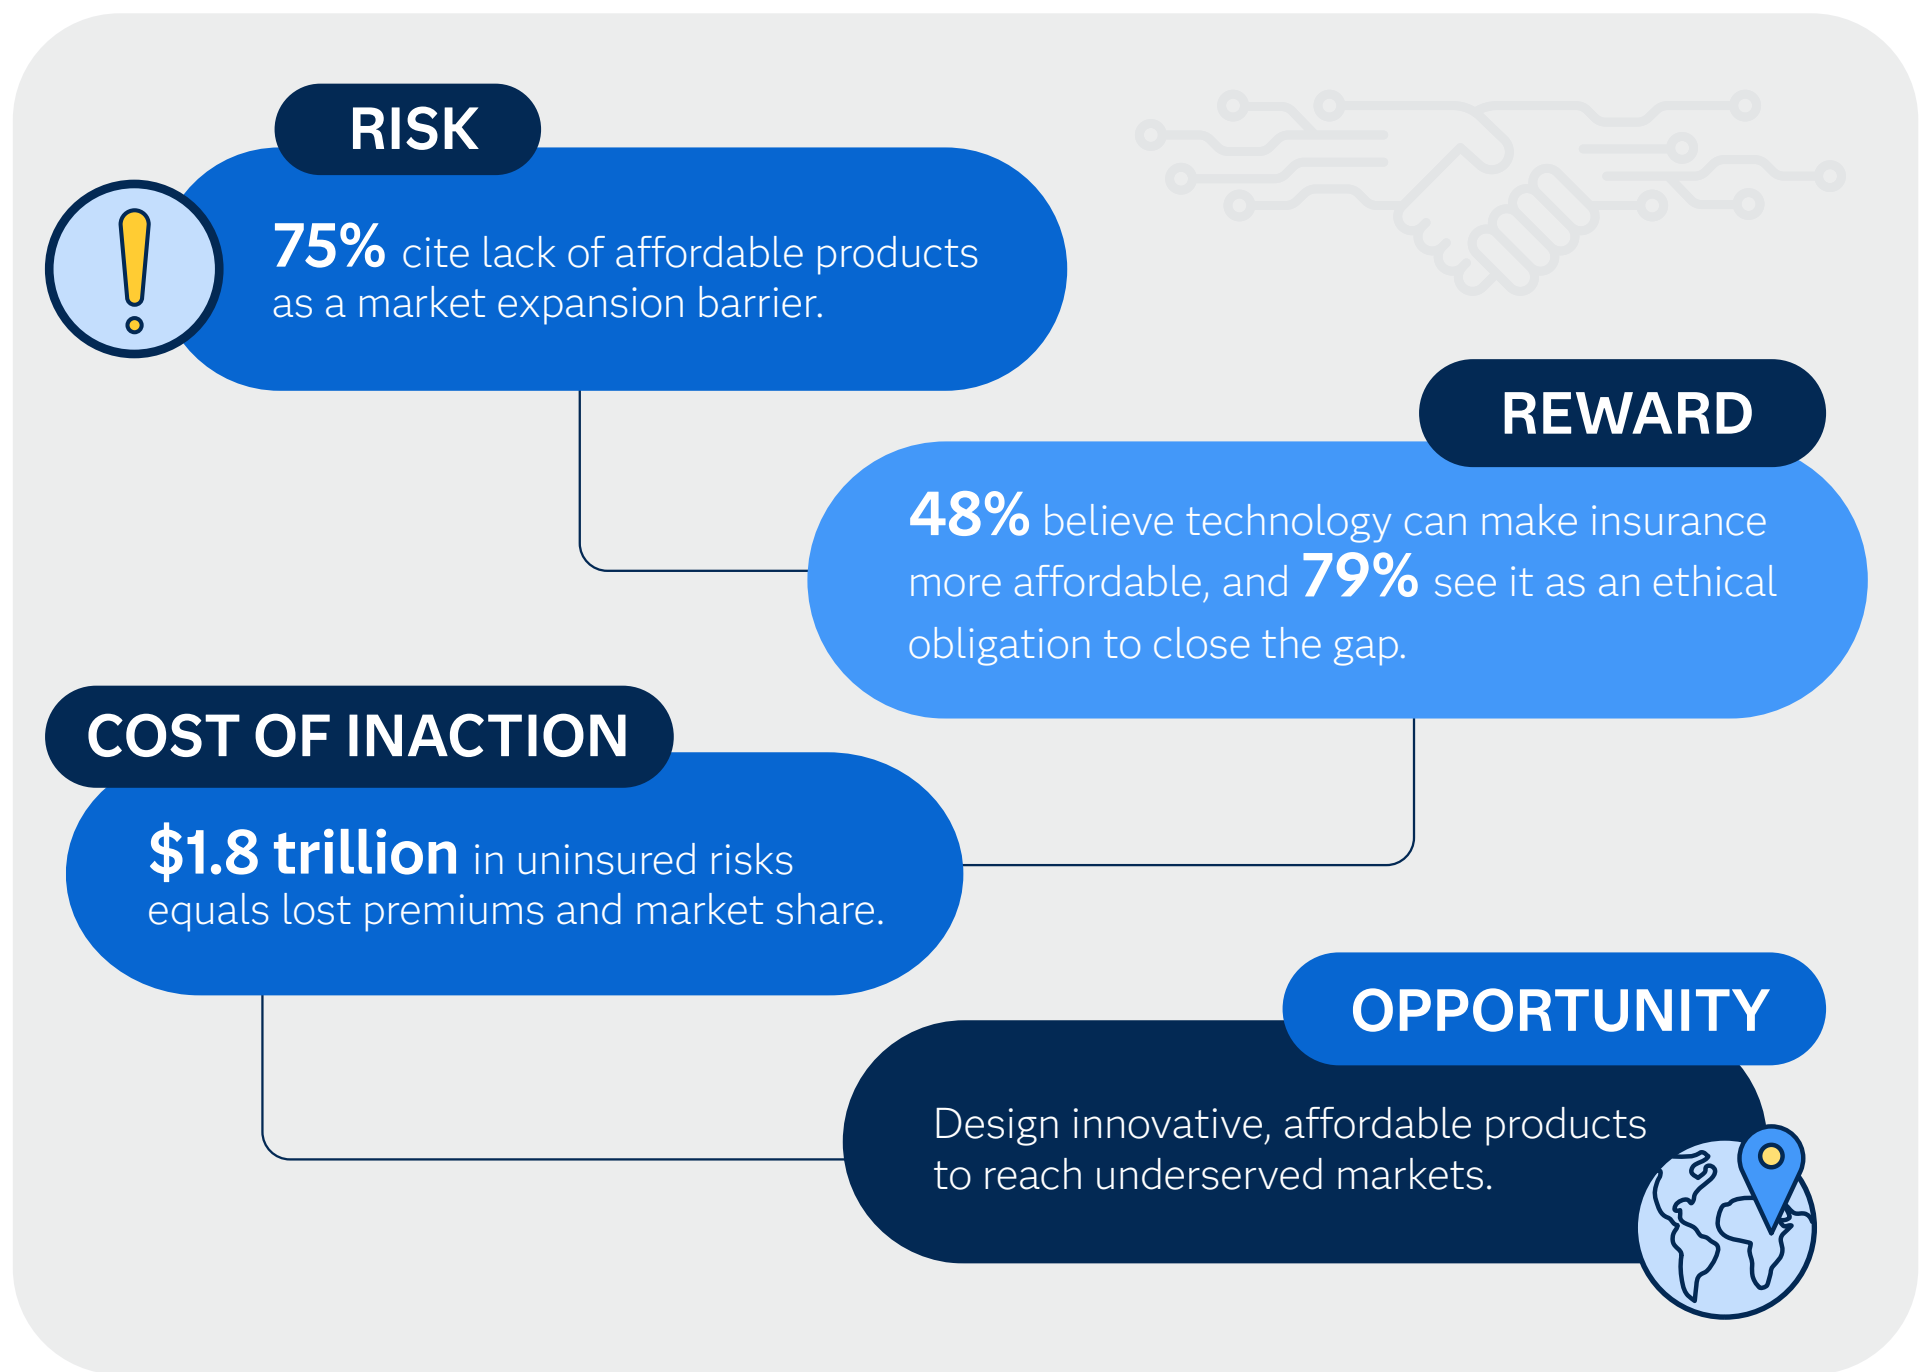 RISK
75% cite lack of affordable products
as a market expansion barrier.
REWARD
48% believe technology can make insurance
more affordable, and 79% see it as an ethical
obligation to close the gap.
COST OF INACTION
$1.8 trillion in uninsured risks
equals lost premiums and market share.
OPPORTUNITY
Design innovative, affordable products
to reach underserved markets.